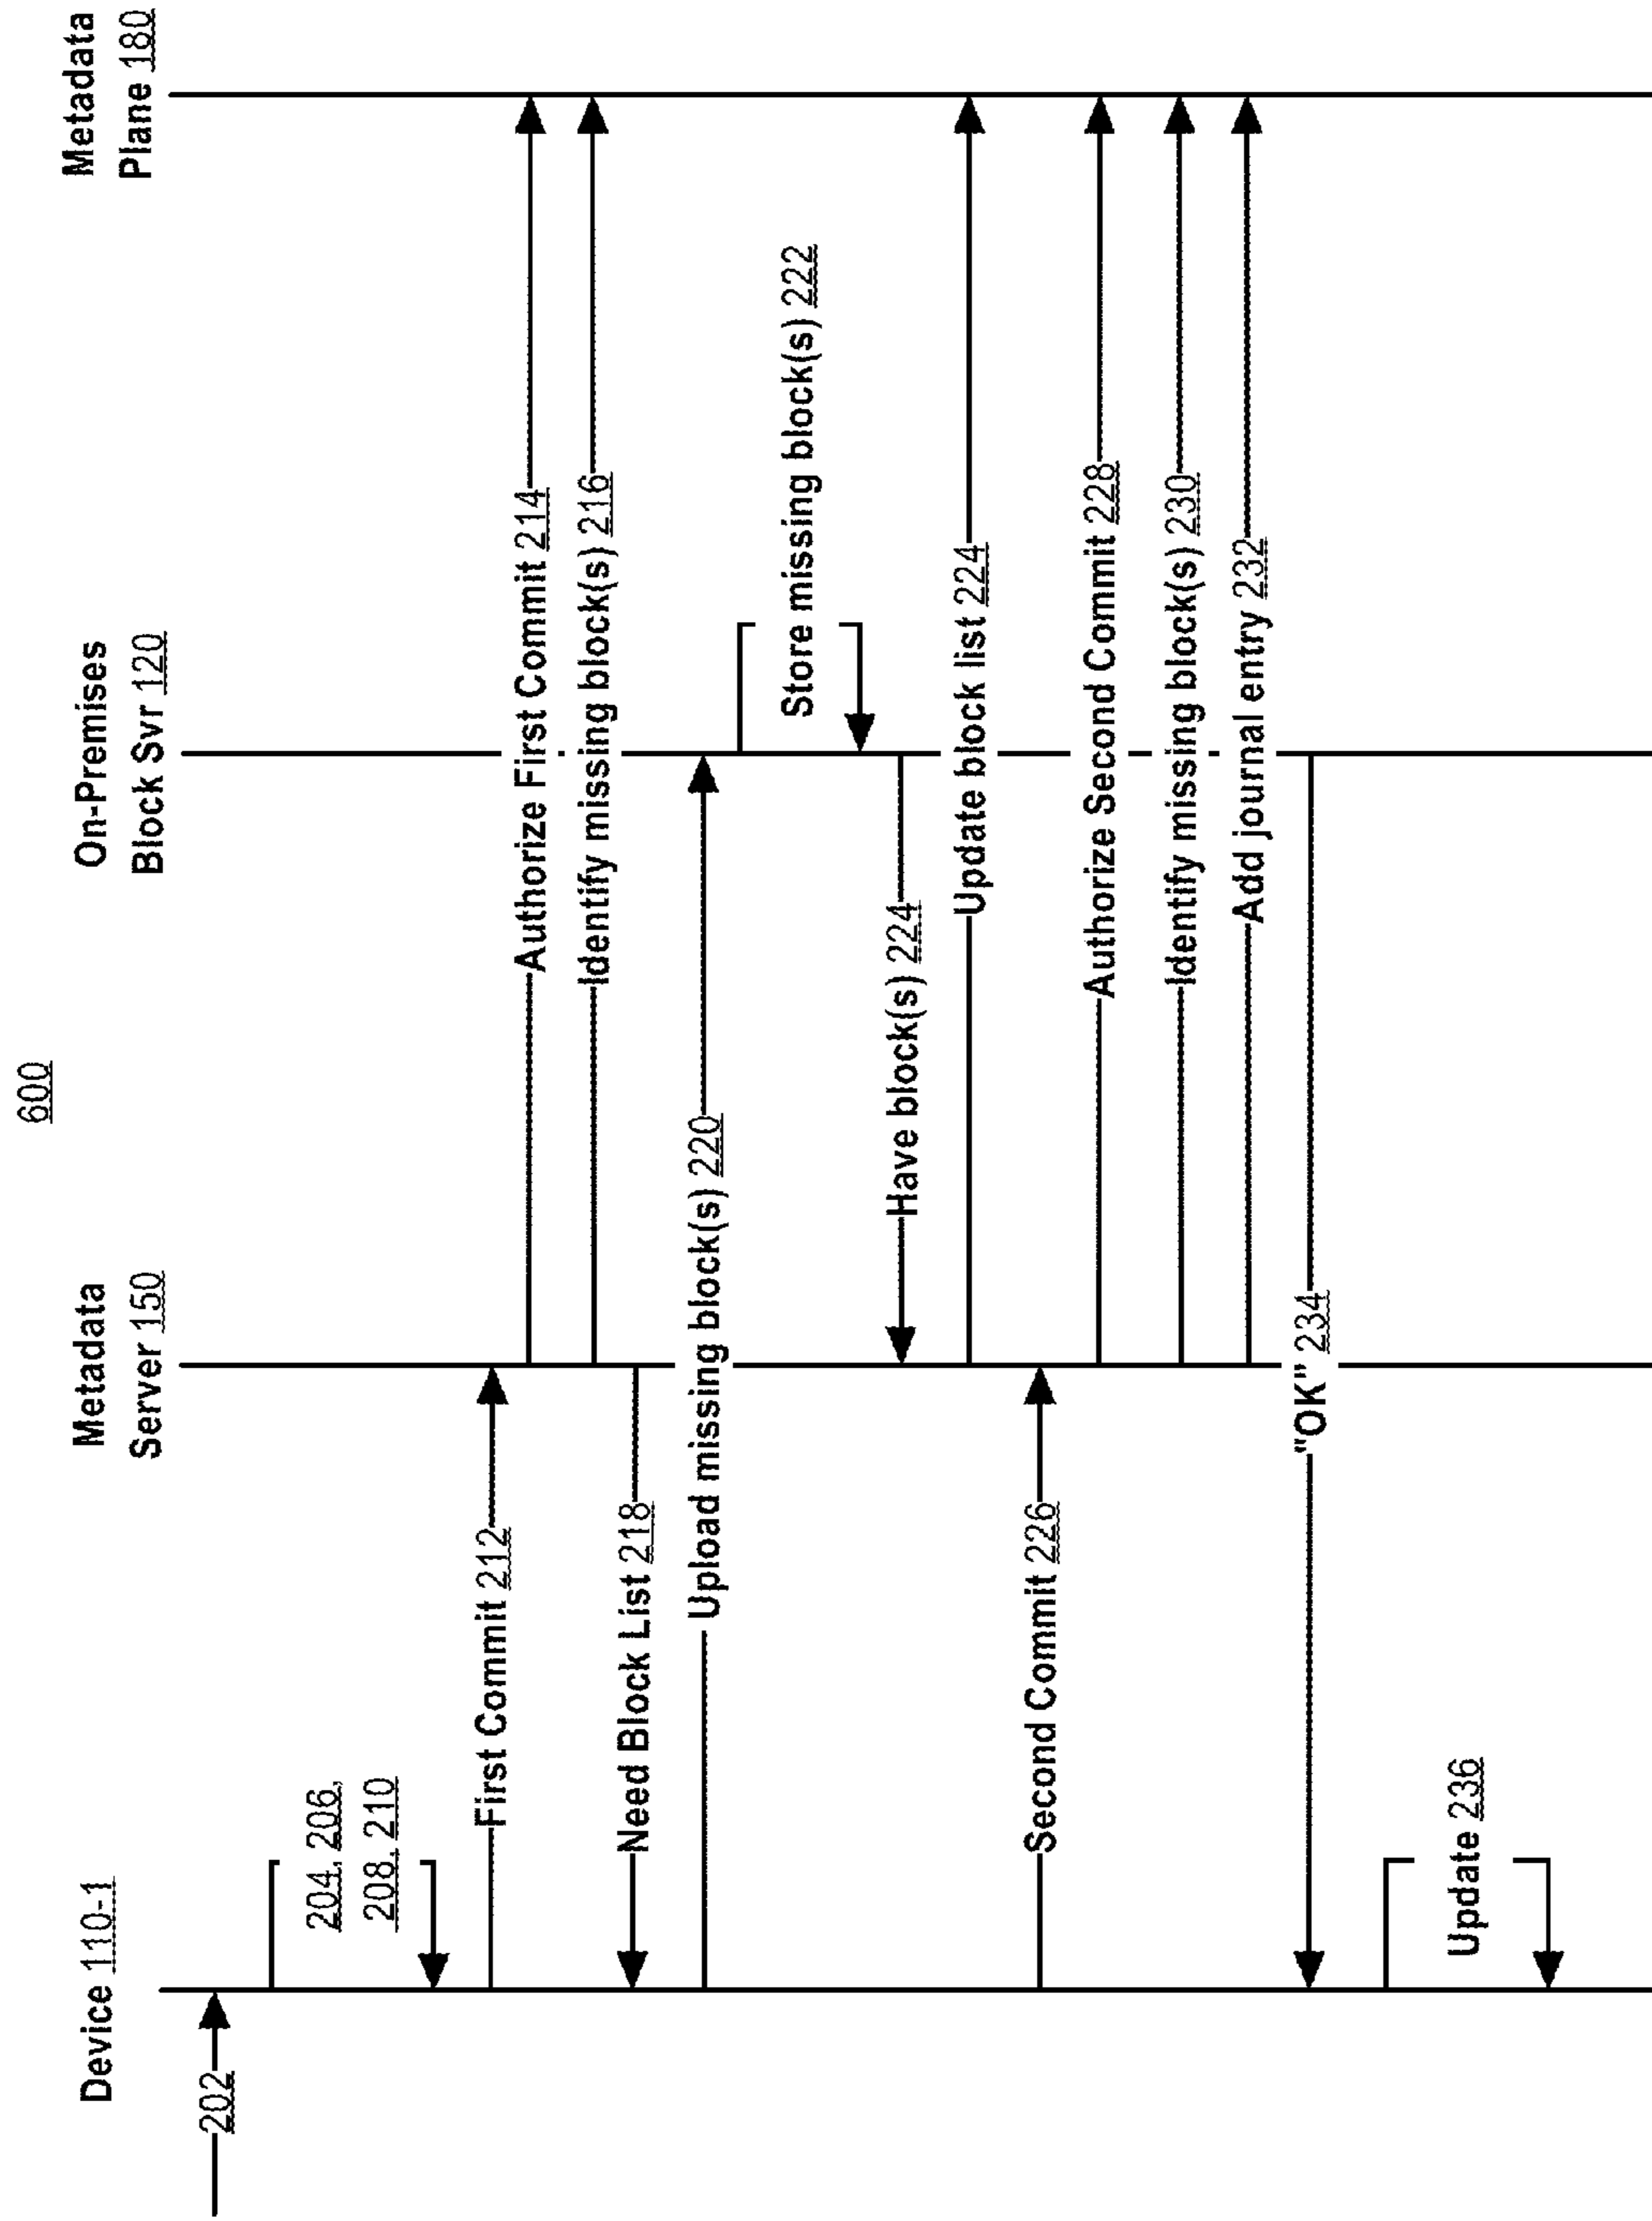 600
Device 110-1
Metadata
Server 150
On-Premises
Block Svr 120
Metadata
Plane 180
202
204, 206,
208, 210
First Commit 212
Authorize First Commit 214
Identify missing block(s) 216
Need Block List 218
Upload missing block(s) 220
Store missing block(s) 222
Have block(s) 224
Update block list 224
Second Commit 226
Authorize Second Commit 228
Identify missing block(s) 230
Add journal entry 232
"OK" 234
Update 236